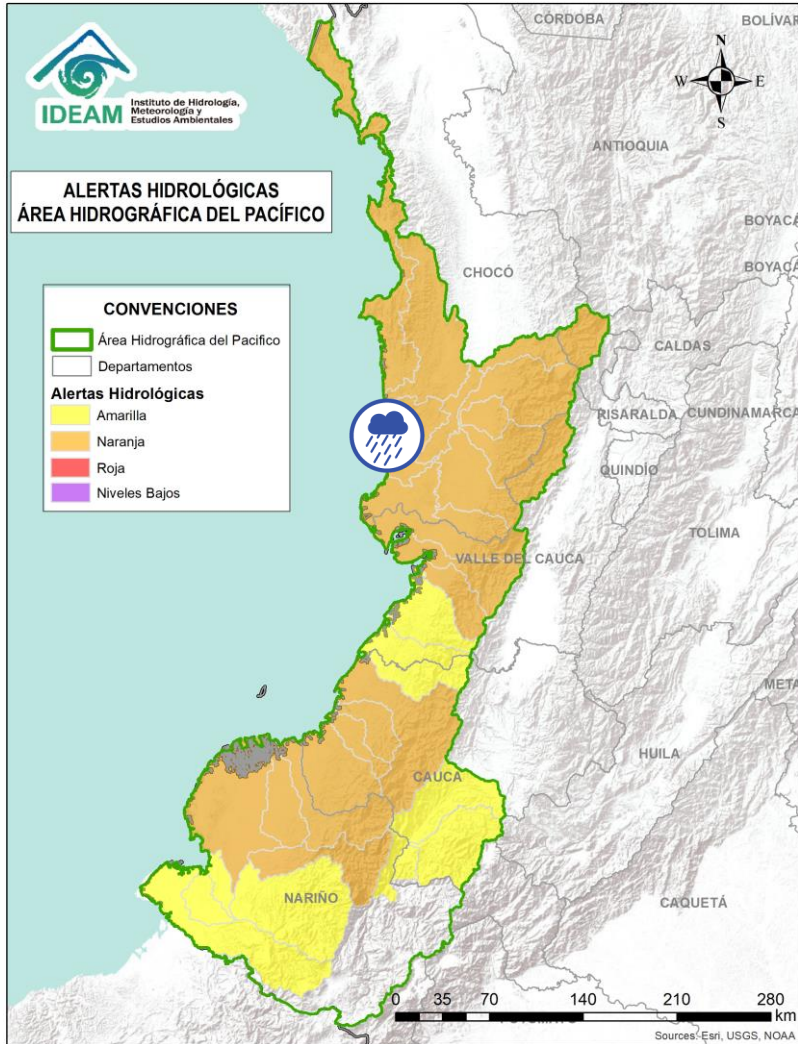 IDEAM
Instituto de Hidrología,
Meteorología y
Estudios Ambientales
CÓRDOBA
BOLÍVAR
N
W
E
S
ANTIOQUIA
ALERTAS HIDROLÓGICAS
ÁREA HIDROGRÁFICA DEL PACÍFICO
BOYACÁ
CHOCÓ
BOYACÁ
CONVENCIONES
Área Hidrográfica del Pacifico
Departamentos
Alertas Hidrológicas
Amarilla
Naranja
Roja
Niveles Bajos
CALDAS
RISARALDA
CUNDINAMARCA
QUINDÍO
TOLIMA
VALLE DEL CAUCA
META
HUILA
CAUCA
NARIÑO
CAQUETÁ
0 35 70 140 210 280
km
Sources: Esri, USGS, NOAA